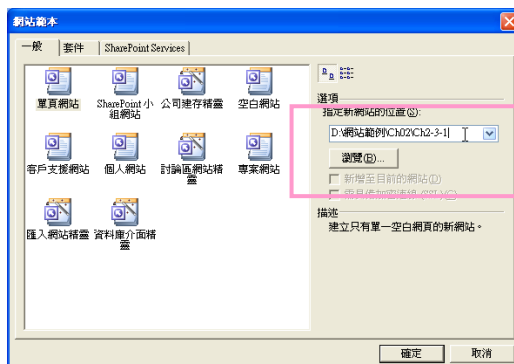 網站範本
一般
套件
SharePoint Services
單頁網站
SharePoint 小組網站
公司建存精靈
空白網站
客戶支援網站
個人網站
討論區網站精靈
專案網站
匯入網站精靈
資料庫介面精靈
選項
指定新網站的位置(S):
D:\網站範例\Ch02\Ch2-3-1
瀏覽(B)...
新增至目前的網站(D)
描述
建立只有單一空白網頁的新網站。
確定
取消